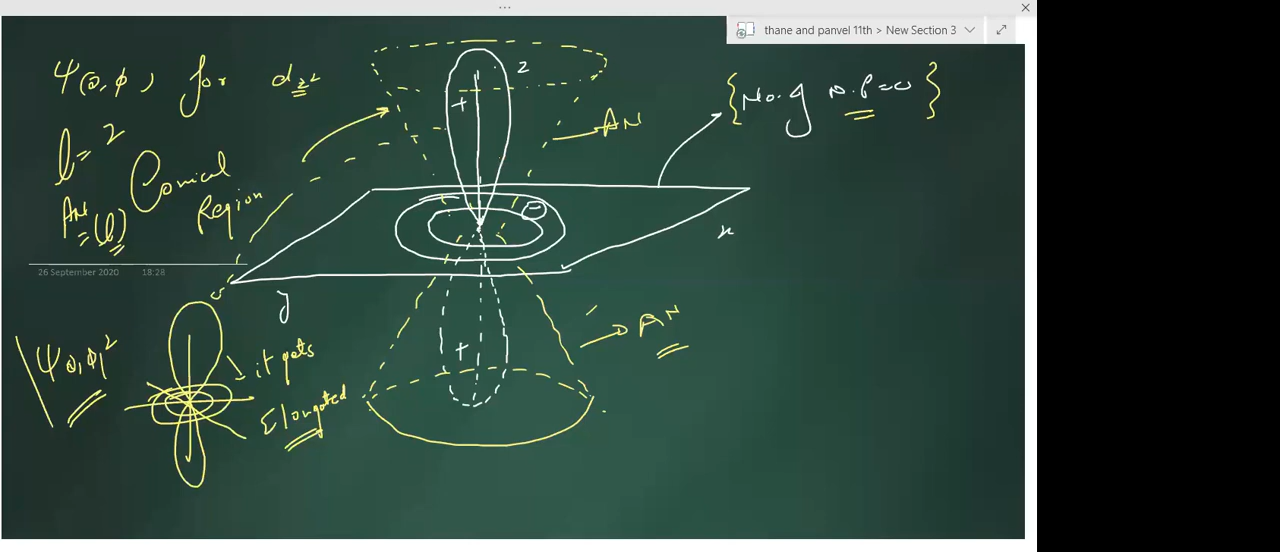 thane and panvel 11th > New Section 3
Ψ(θ,φ) for dz²
l = 2
AN (l)
Conical
Region
26 September 2020 18:28
z
+
AN
{No. of N.P = 0}
-
x
y
+
AN
|Ψθ,φ|²
it gets
Elongated